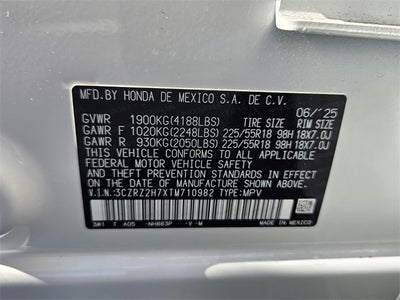 MFD.BY HONDA DE MEXICO S.A. DE C.V.
06/'25
GVWR 1900KG(4188LBS) TIRE SIZE RIM SIZE
GAWR F 1020KG(2248LBS) 225/55R18 98H 18X7.0J
GAWR R 930KG(2050LBS) 225/55R18 98H 18X7.0J
THIS VEHICLE CONFORMS TO ALL APPLICABLE
FEDERAL MOTOR VEHICLE SAFETY AND THEFT
PREVENTION STANDARDS IN EFFECT ON THE DATE
OF MANUFACTURE SHOWN ABOVE.
V.I.N.:3CZRZ2H7XTM710982 TYPE:MPV
3W1 T A05 -NH883P -V -M MADE IN MEXICO